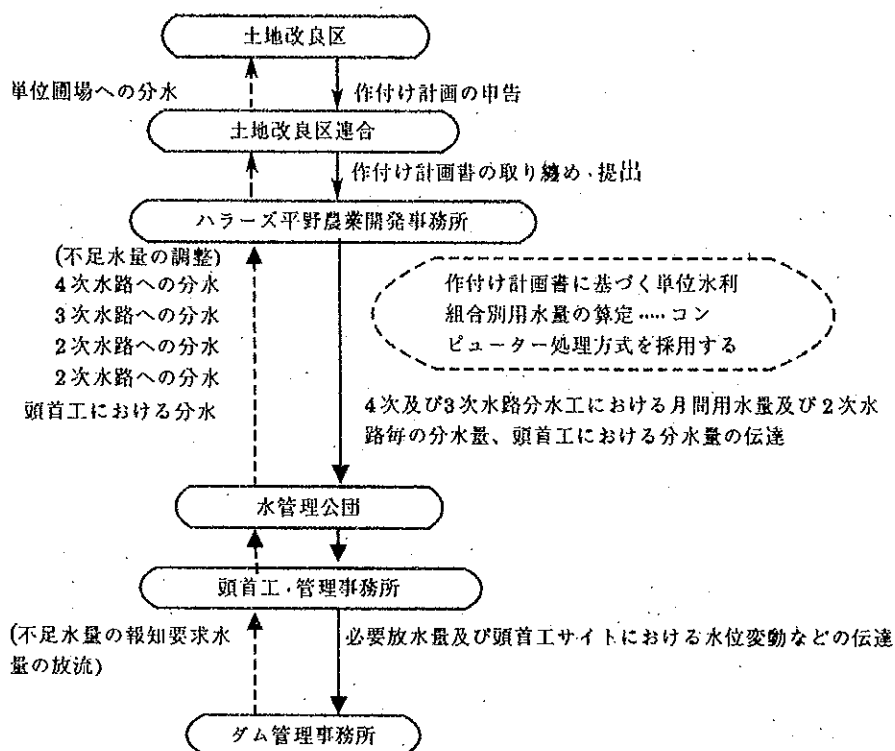 土地改良区
単位圃場への分水
作付け計画の申告
土地改良区連合
作付け計画書の取り纏め、提出
ハラーズ平野農業開発事務所
(不足水量の調整)
4次水路への分水
3次水路への分水
2次水路への分水
2次水路への分水
頭首工における分水
作付け計画書に基づく単位水利
組合別用水量の算定‥‥‥コン
ピューター処理方式を採用する
4次及び3次水路分水工における月間用水量及び2次水
路毎の分水量、頭首工における分水量の伝達
水管理公団
頭首工・管理事務所
(不足水量の報知要求水
量の放流)
必要放水量及び頭首工サイトにおける水位変動などの伝達
ダム管理事務所